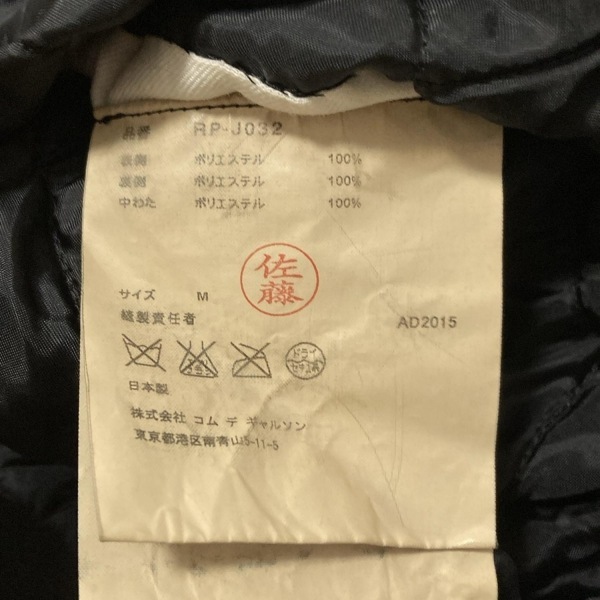 品番 RP-J032
表側 ポリエステル 100%
裏側 ポリエステル 100%
中わた ポリエステル 100%
佐藤
サイズ M
縫製責任者 AD2015
ドライ
日本製
株式会社 コム デ ギャルソン
東京都港区南青山5-11-5